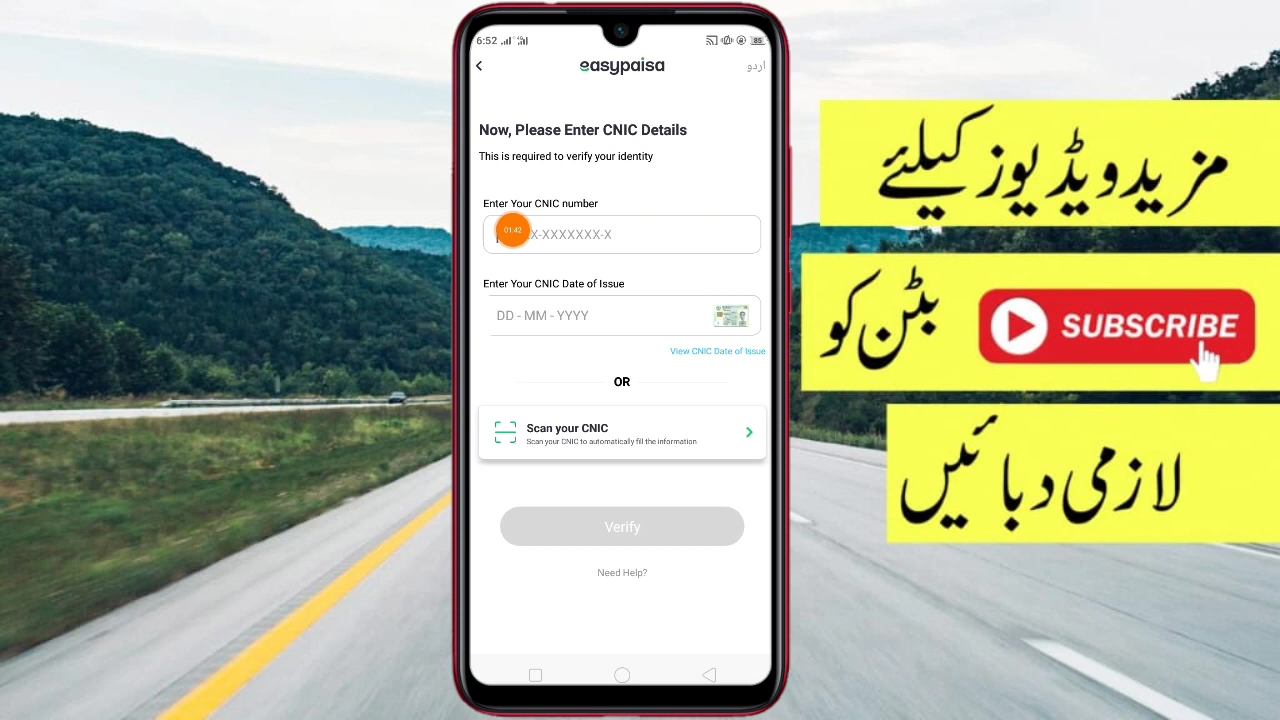 6:52
85
easypaisa
اردو
Now, Please Enter CNIC Details
This is required to verify your identity
Enter Your CNIC number
01:42
X-XXXXXXX-X
Enter Your CNIC Date of Issue
DD - MM - YYYY
View CNIC Date of Issue
OR
Scan your CNIC
Scan your CNIC to automatically fill the information
Verify
Need Help?
مزید ویڈیوز کیلئے
بٹن کو
SUBSCRIBE
لازمی دبائیں